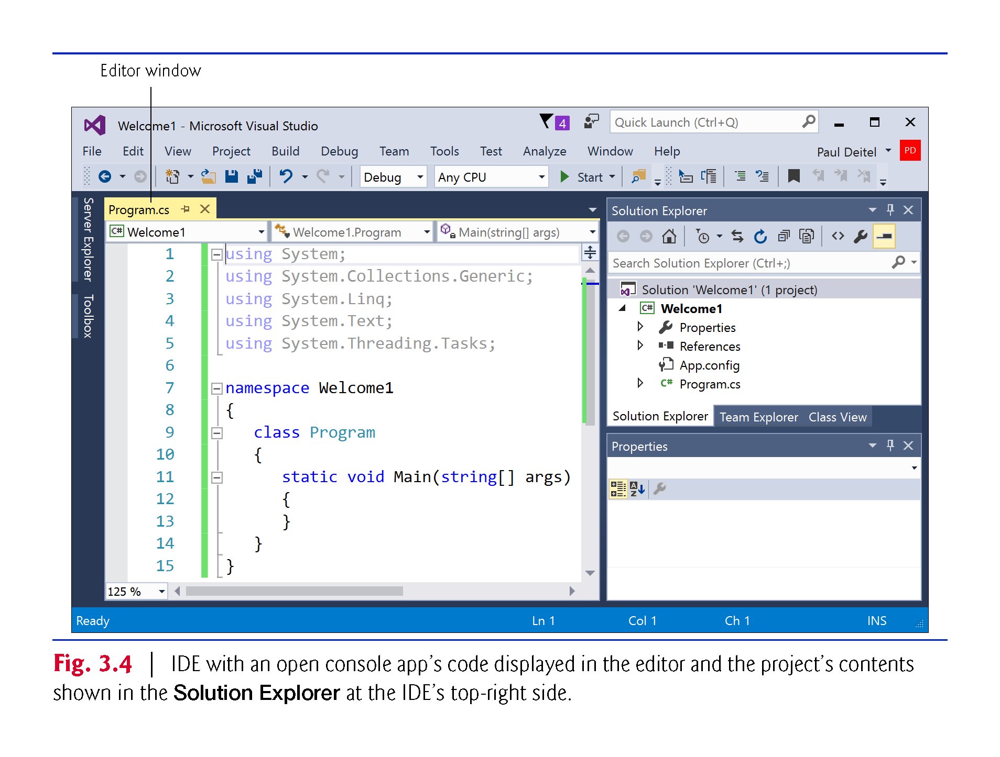 Editor window
Welcome1 - Microsoft Visual Studio
4
Quick Launch (Ctrl+Q)
File Edit View Project Build Debug Team Tools Test Analyze Window Help
Paul Deitel
PD
Debug
Any CPU
Start
Server Explorer
Toolbox
Program.cs
Welcome1
Welcome1.Program
Main(string[] args)
1 using System;
2 using System.Collections.Generic;
3 using System.Linq;
4 using System.Text;
5 using System.Threading.Tasks;
6
7 namespace Welcome1
8 {
9 class Program
10 {
11 static void Main(string[] args)
12 {
13 }
14 }
15 }
125 %
Solution Explorer
Search Solution Explorer (Ctrl+;)
Solution 'Welcome1' (1 project)
C# Welcome1
Properties
References
App.config
C# Program.cs
Solution Explorer Team Explorer Class View
Properties
Ready Ln 1 Col 1 Ch 1 INS
Fig. 3.4 | IDE with an open console app’s code displayed in the editor and the project’s contents
shown in the Solution Explorer at the IDE’s top-right side.